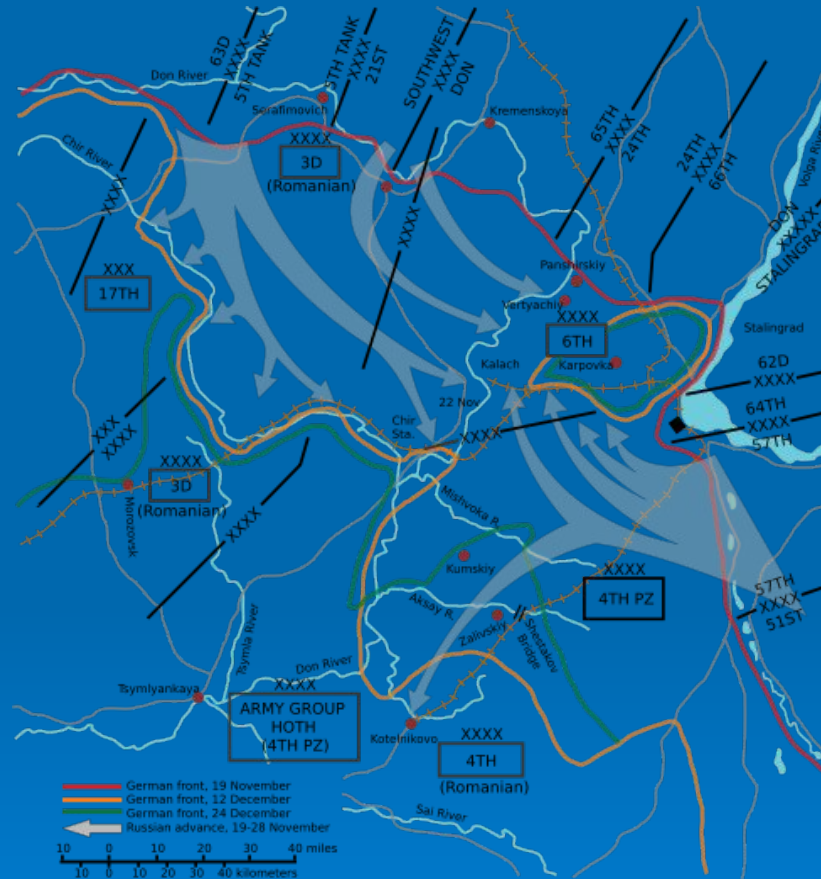 63D
XXXX
5TH TANK
5TH TANK
XXXX
21ST
SOUTHWEST
XXXX
DON
Don River
Serafimovich
Kremenskoya
65TH
XXXX
24TH
24TH
XXXX
66TH
Volga River
DON
XXXXX
STALINGRAD
Chir River
XXXX
3D
(Romanian)
XXXX
XXXX
XXX
17TH
Panshirskiy
Vertyachiy
XXXX
6TH
Stalingrad
Kalach
Karpovka
62D
XXXX
22 Nov
64TH
XXXX
57TH
Chir
Sta.
XXXX
XXX
XXXX
XXXX
3D
(Romanian)
Morozovsk
XXXX
Mishvoka R.
Kumskiy
XXXX
4TH PZ
57TH
XXXX
51ST
Aksay R.
Zalivskiy
Shestakov
Bridge
Tsymla River
Don River
Tsymlyankaya
XXXX
ARMY GROUP
HOTH
(4TH PZ)
Kotelnikovo
XXXX
4TH
(Romanian)
Sal River
German front, 19 November
German front, 12 December
German front, 24 December
Russian advance, 19-28 November
10 0 10 20 30 40 miles
10 0 10 20 30 40 kilometers